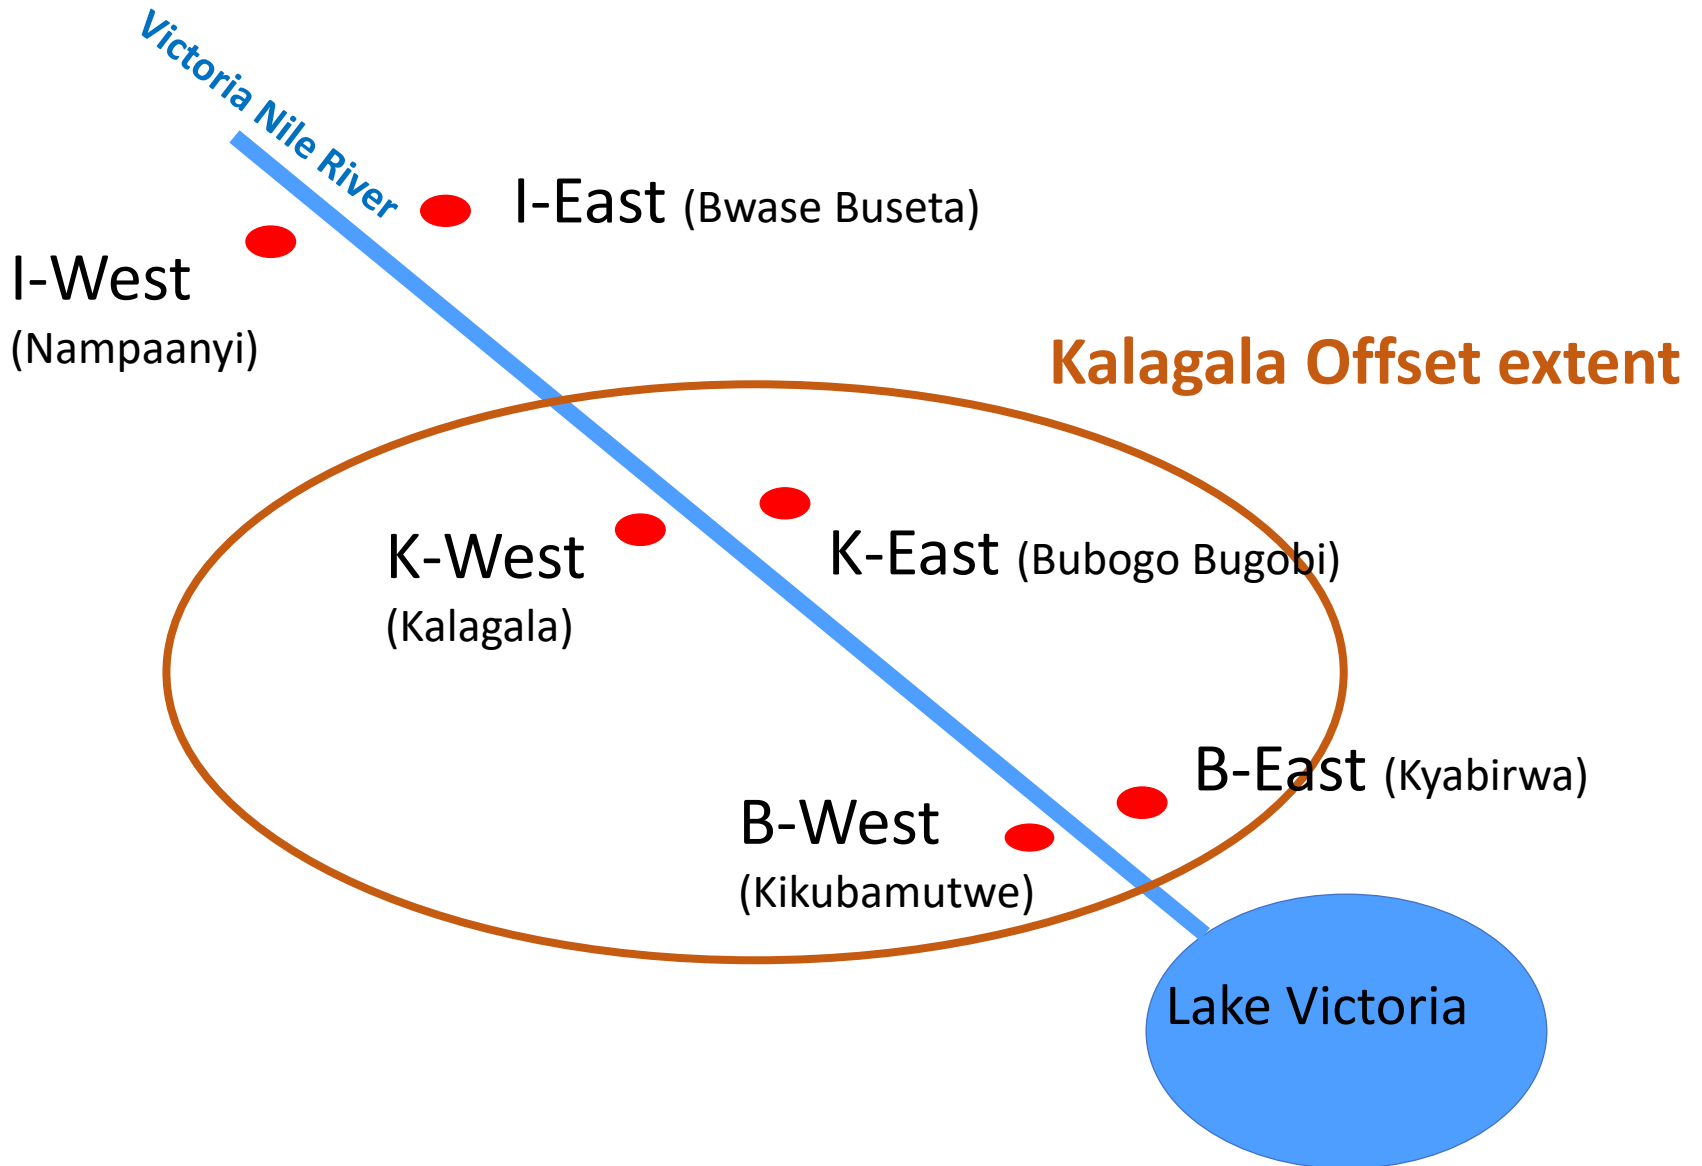 Victoria Nile River
I-East (Bwase Buseta)
I-West
(Nampaanyi)
Kalagala Offset extent
K-West
(Kalagala)
K-East (Bubogo Bugobi)
B-East (Kyabirwa)
B-West
(Kikubamutwe)
Lake Victoria